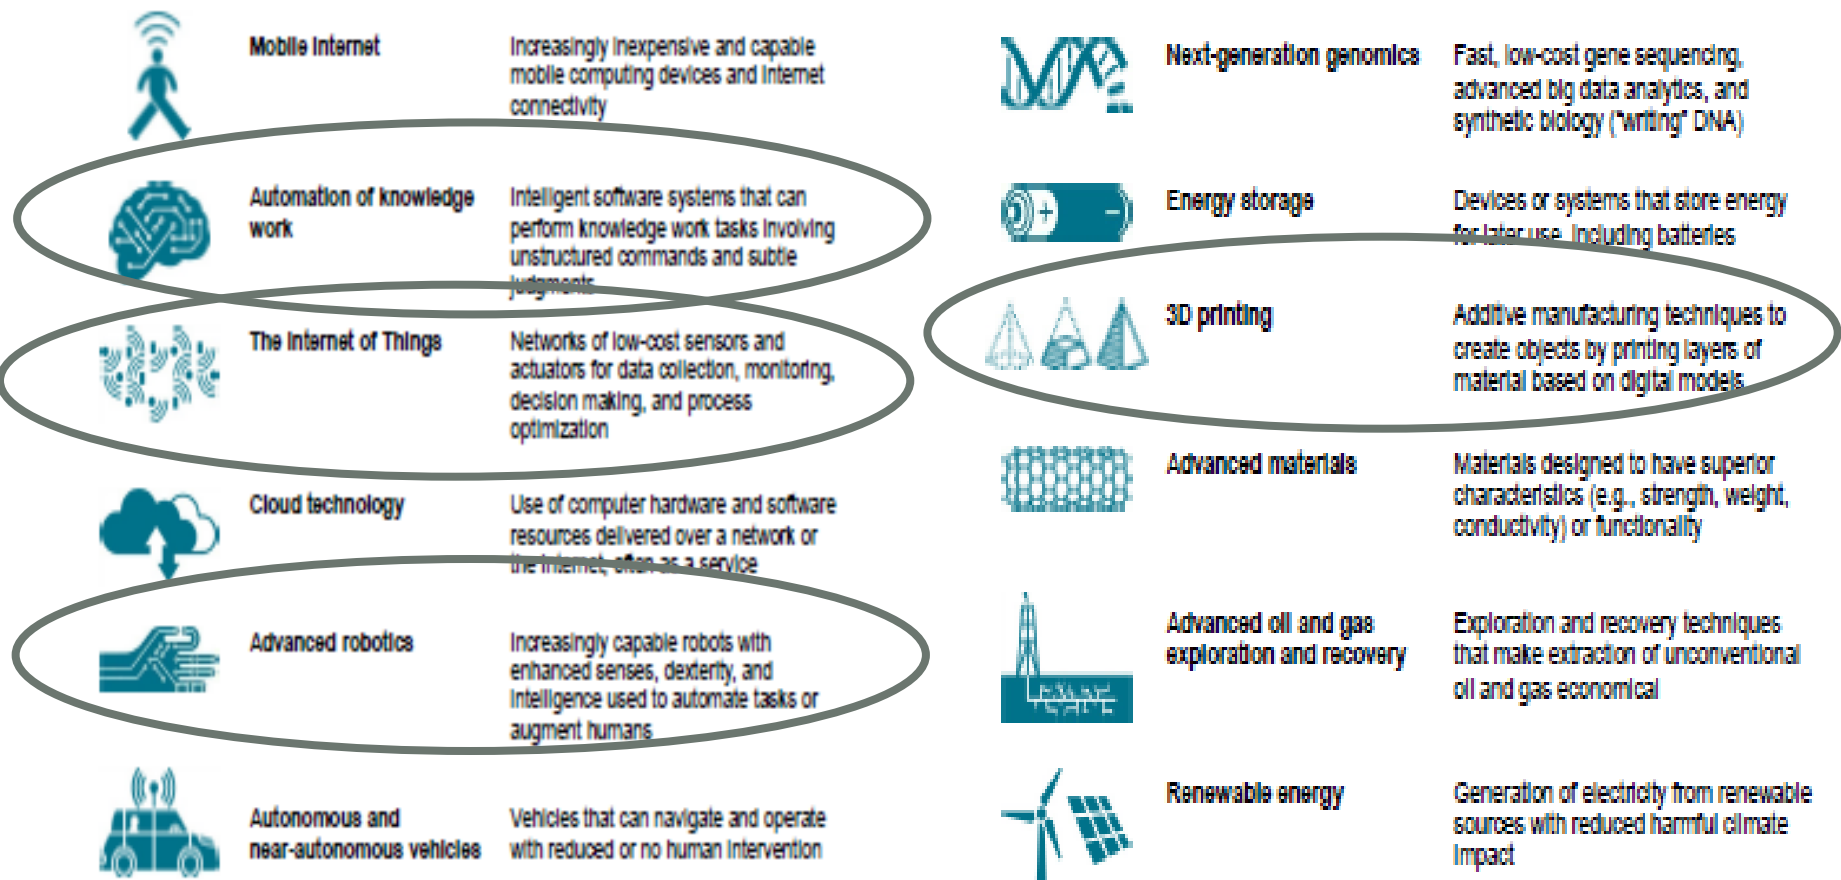 Mobile Internet
Increasingly inexpensive and capable
mobile computing devices and Internet
connectivity
Automation of knowledge
work
Intelligent software systems that can
perform knowledge work tasks involving
unstructured commands and subtle
judgments
The Internet of Things
Networks of low-cost sensors and
actuators for data collection, monitoring,
decision making, and process
optimization
Cloud technology
Use of computer hardware and software
resources delivered over a network or
the Internet, often as a service
Advanced robotics
Increasingly capable robots with
enhanced senses, dexterity, and
intelligence used to automate tasks or
augment humans
Autonomous and
near-autonomous vehicles
Vehicles that can navigate and operate
with reduced or no human intervention
Next-generation genomics
Fast, low-cost gene sequencing,
advanced big data analytics, and
synthetic biology ("writing" DNA)
Energy storage
Devices or systems that store energy
for later use, including batteries
3D printing
Additive manufacturing techniques to
create objects by printing layers of
material based on digital models
Advanced materials
Materials designed to have superior
characteristics (e.g., strength, weight,
conductivity) or functionality
Advanced oil and gas
exploration and recovery
Exploration and recovery techniques
that make extraction of unconventional
oil and gas economical
Renewable energy
Generation of electricity from renewable
sources with reduced harmful climate
impact